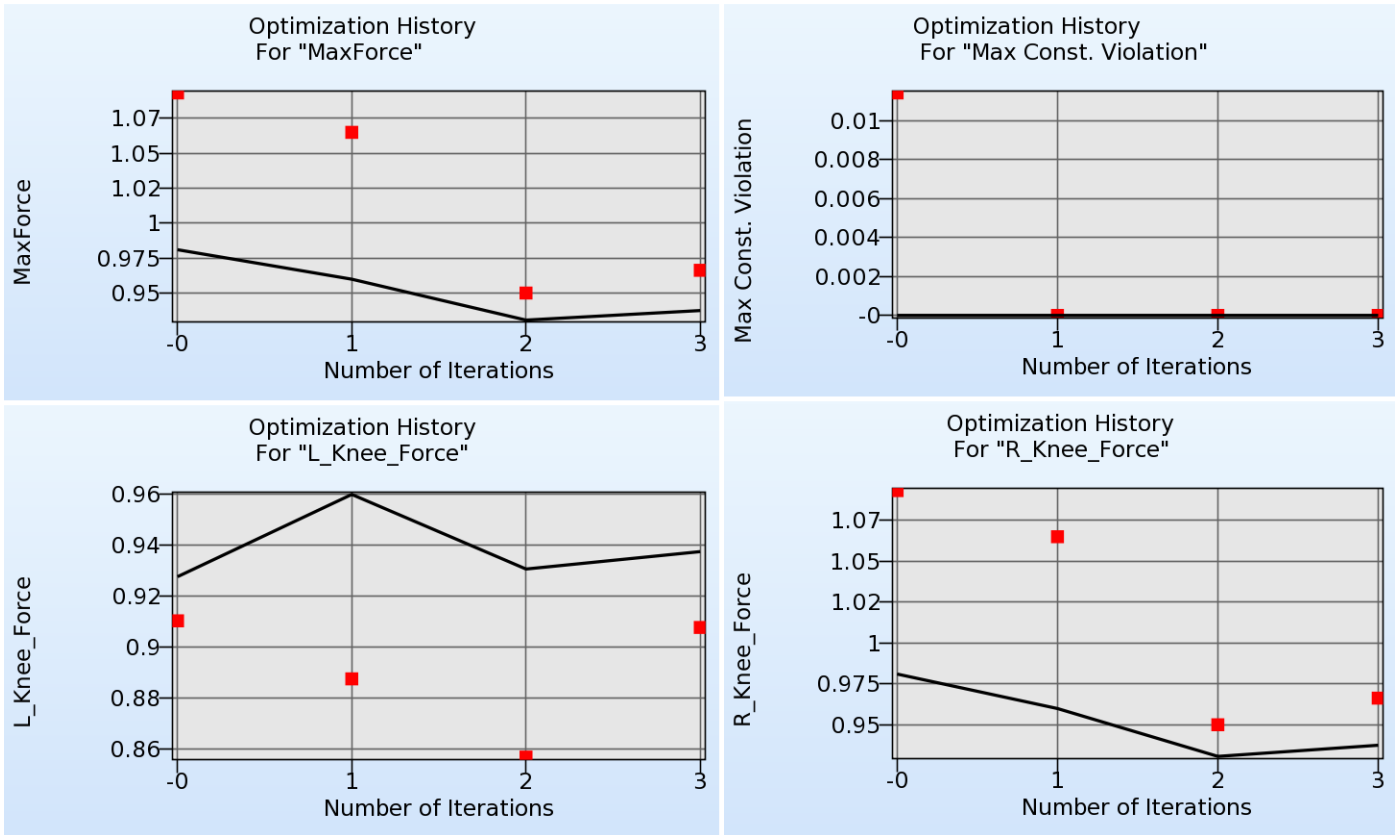 Optimization History
For "MaxForce"
MaxForce
1.07
1.05
1.02
1
0.975
0.95
-0 1 2 3
Number of Iterations
Optimization History
For "Max Const. Violation"
Max Const. Violation
0.01
0.008
0.006
0.004
0.002
-0
-0 1 2 3
Number of Iterations
Optimization History
For "L_Knee_Force"
L_Knee_Force
0.96
0.94
0.92
0.9
0.88
0.86
-0 1 2 3
Number of Iterations
Optimization History
For "R_Knee_Force"
R_Knee_Force
1.07
1.05
1.02
1
0.975
0.95
-0 1 2 3
Number of Iterations